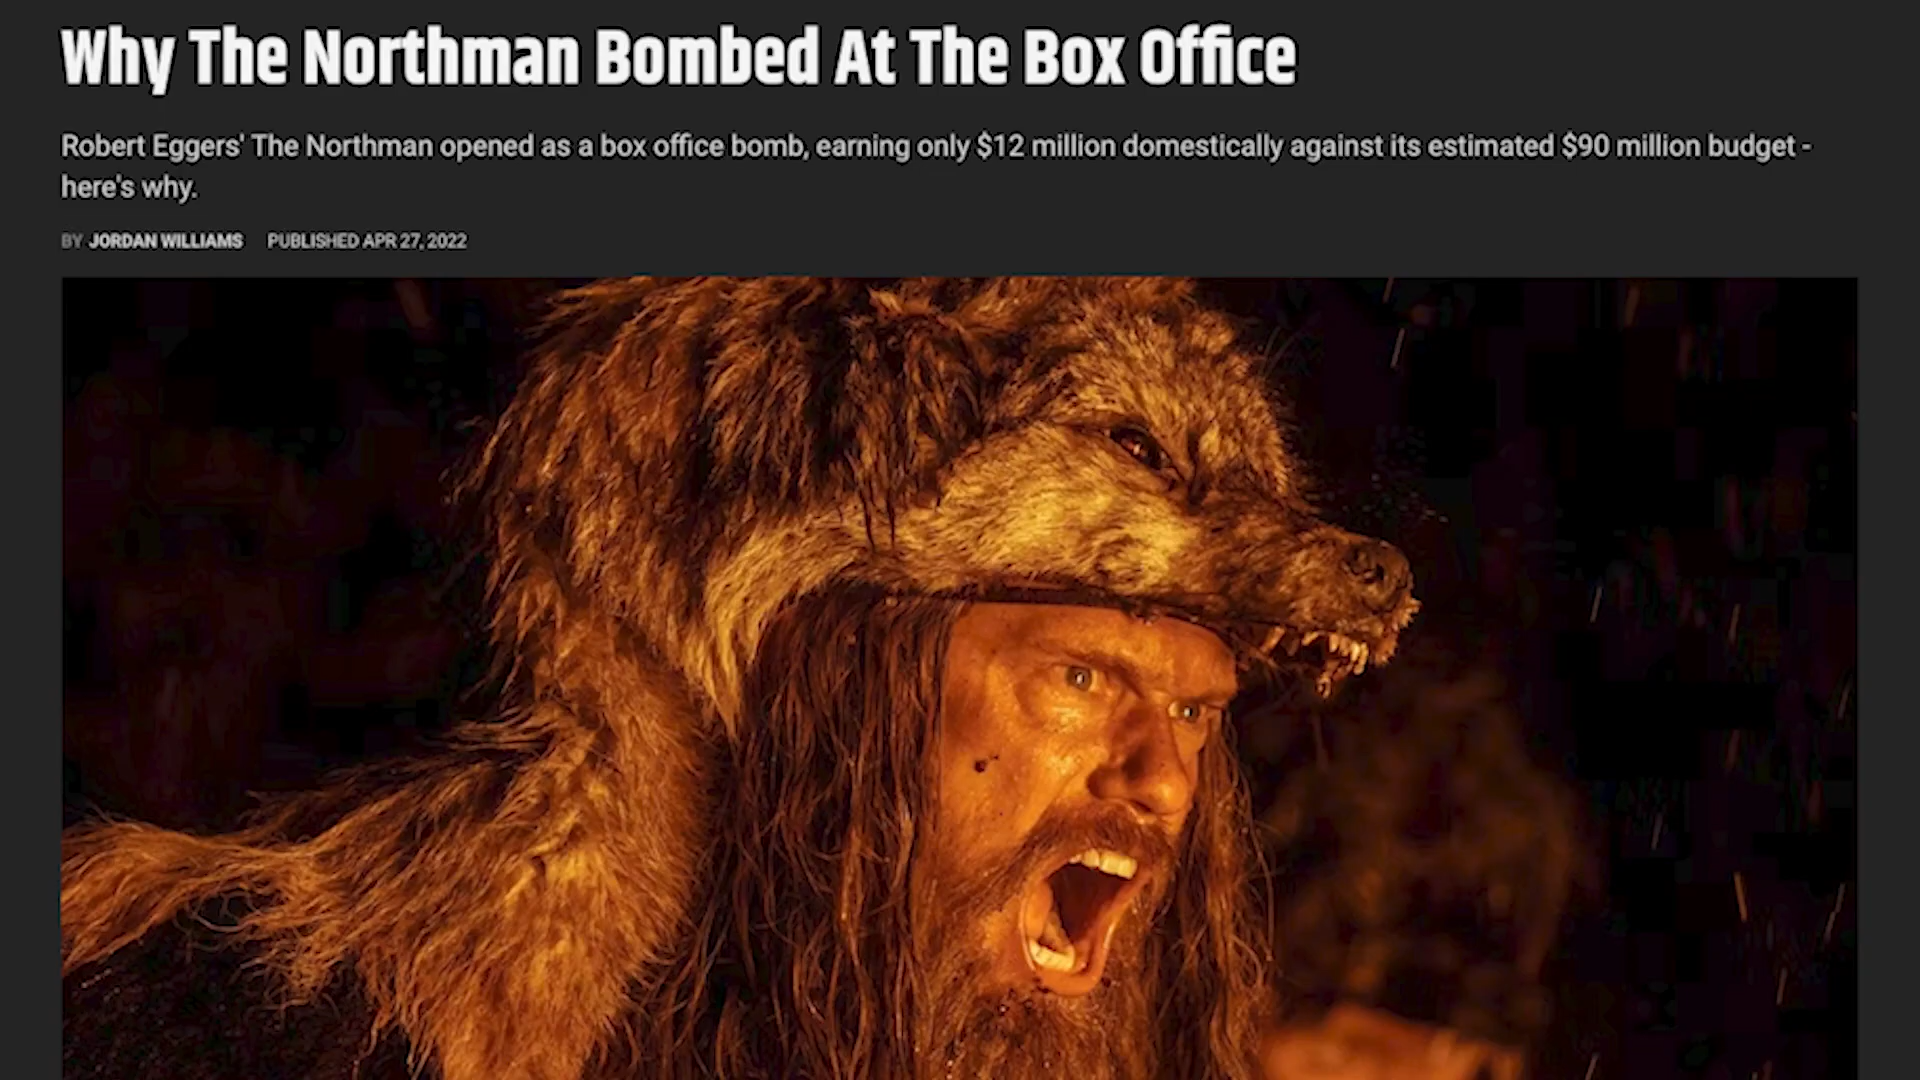 Why The Northman Bombed At The Box Office
Robert Eggers' The Northman opened as a box office bomb, earning only $12 million domestically against its estimated $90 million budget -
here's why.
BY JORDAN WILLIAMS PUBLISHED APR 27, 2022